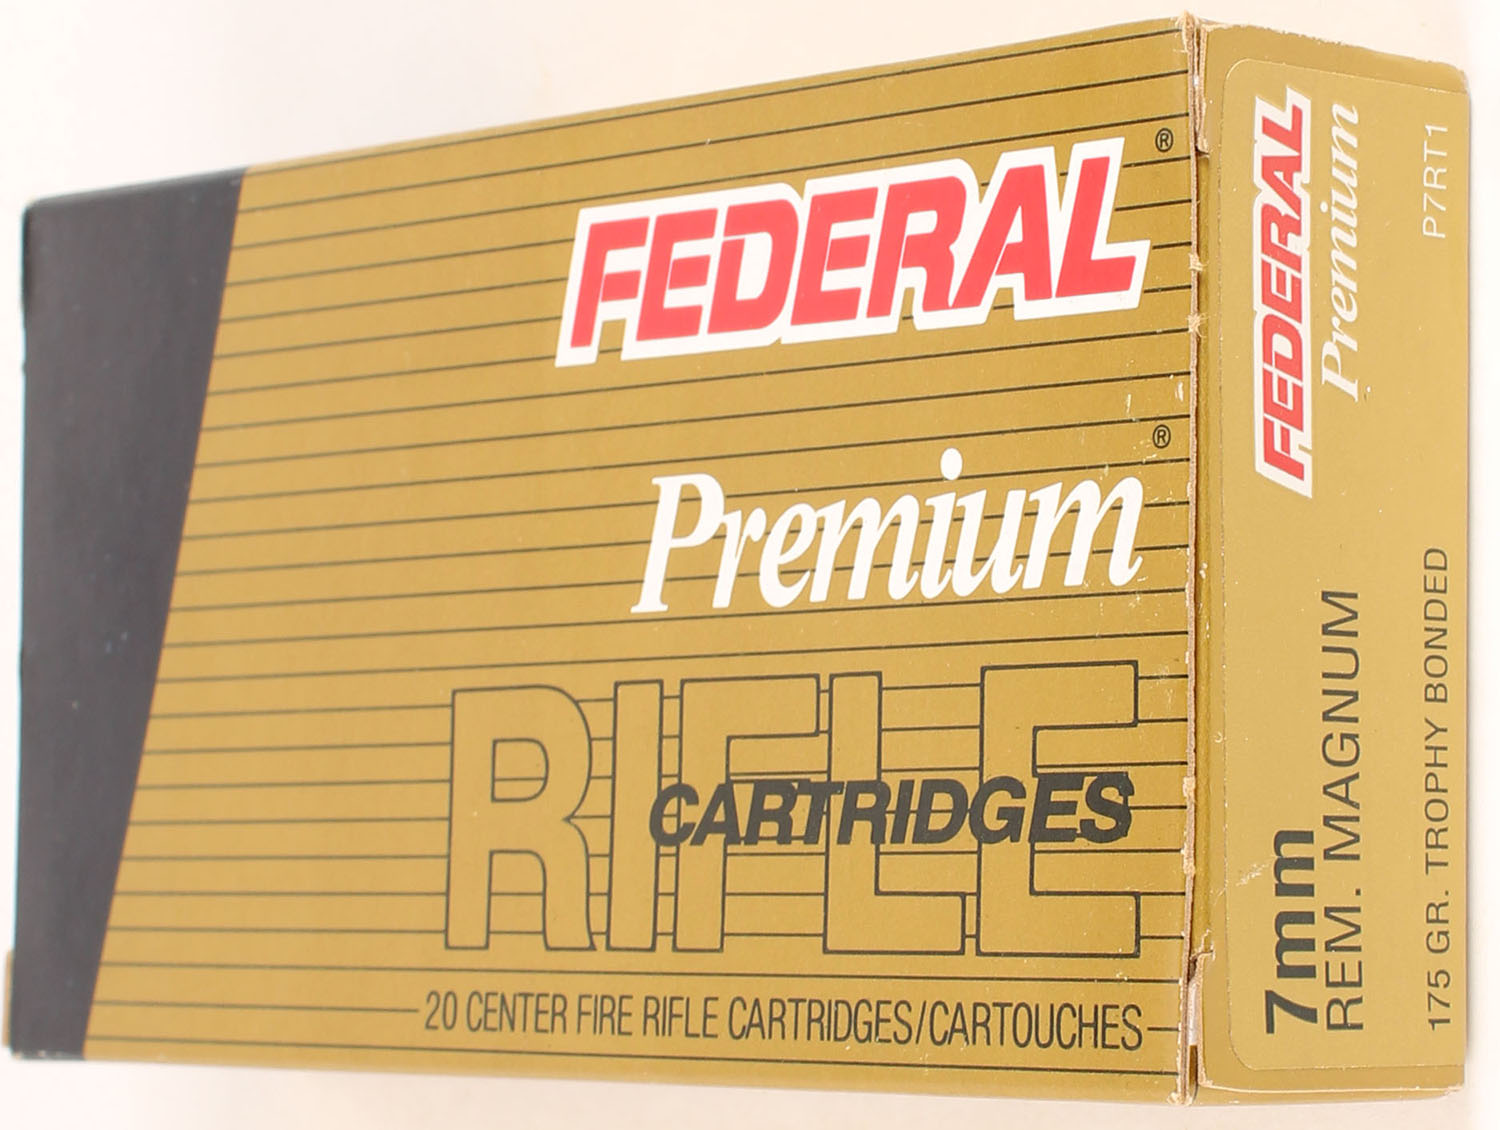 FEDERAL ®
Premium ®
RIFLE
CARTRIDGES
20 CENTER FIRE RIFLE CARTRIDGES/CARTOUCHES
FEDERAL
Premium
P7RT1
7mm
REM. MAGNUM
175 GR. TROPHY BONDED